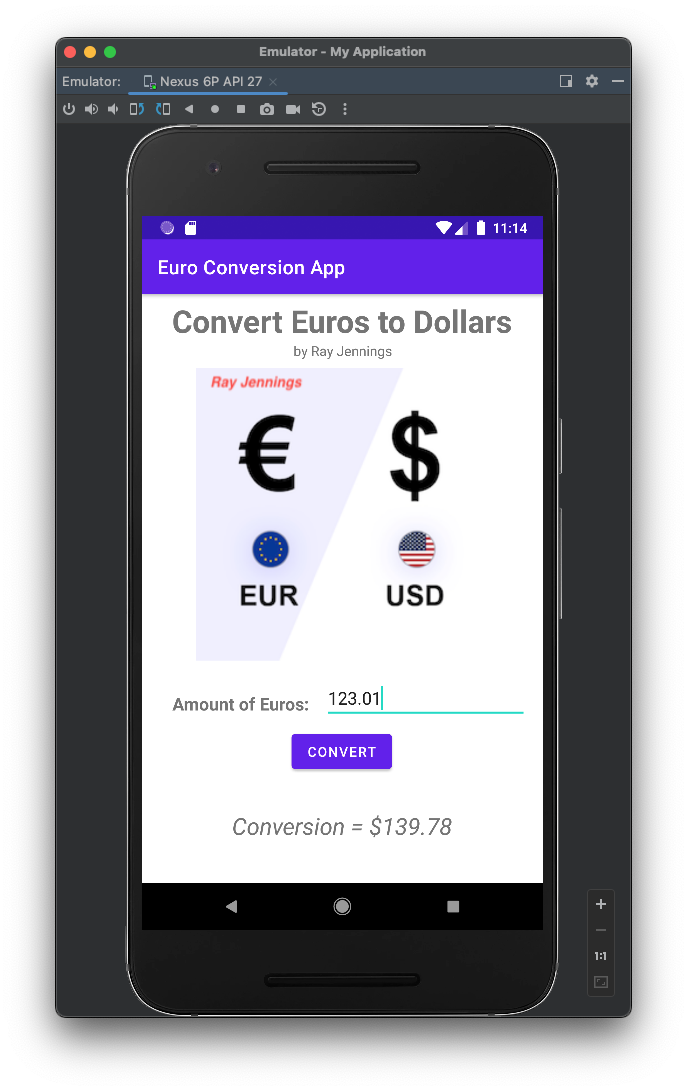 Emulator - My Application
Emulator: Nexus 6P API 27
11:14
Euro Conversion App
Convert Euros to Dollars
by Ray Jennings
Ray Jennings
€ $
EUR USD
Amount of Euros: 123.01
CONVERT
Conversion = $139.78
1:1